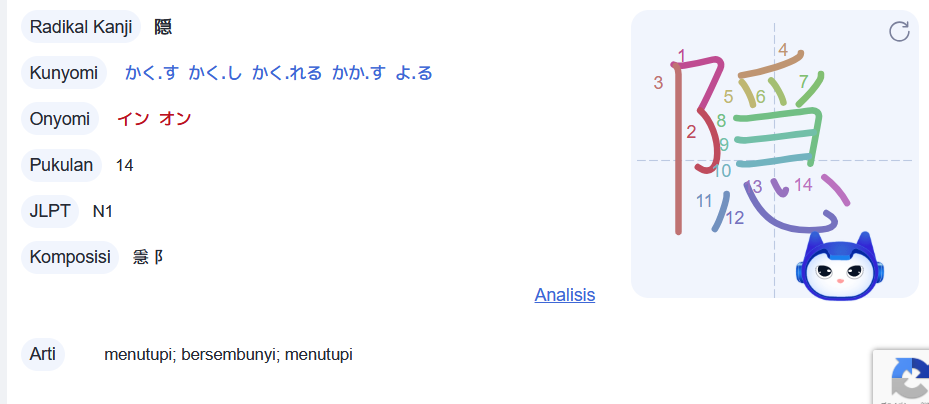 Radikal Kanji 隠
Kunyomi かく.す かく.し かく.れる かか.す よ.る
Onyomi イン オン
Pukulan 14
JLPT N1
Komposisi 㥯 阝
Analisis
Arti menutupi; bersembunyi; menutupi
1
4
3
7
5
6
8
2
9
10
13
14
11
12